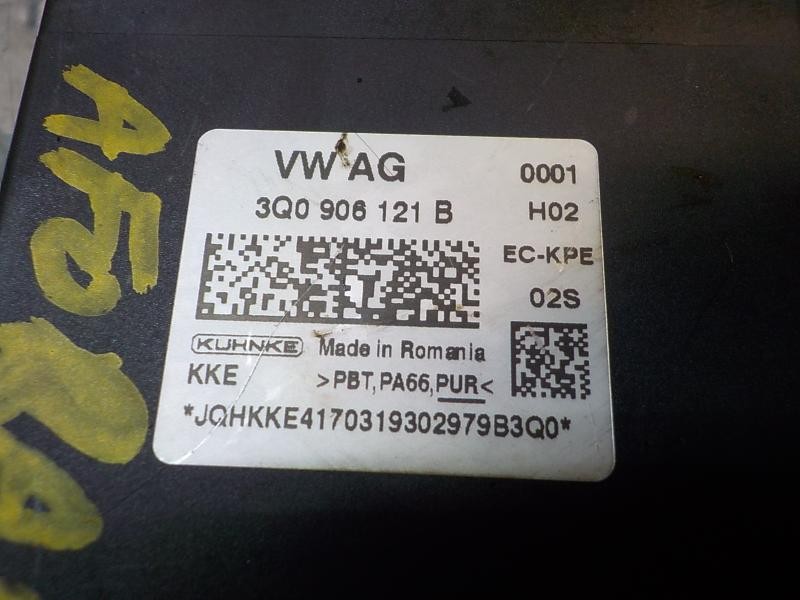 VW AG 0001
3Q0 906 121 B H02
EC-KPE
02S
KUHNKE Made in Romania
KKE >PBT,PA66,PUR<
*JQHKKE4170319302979B3Q0*